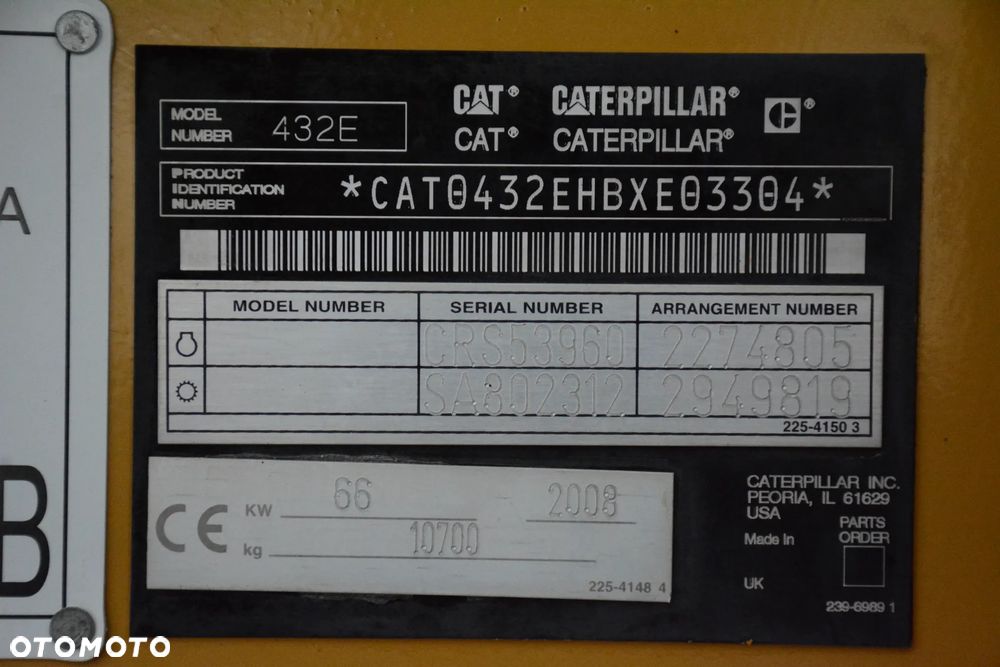 A
B
CAT® CATERPILLAR®
CAT® CATERPILLAR®
MODEL
NUMBER 432E
PRODUCT
IDENTIFICATION
NUMBER *CAT0432EHBXE03304*
MODEL NUMBER SERIAL NUMBER ARRANGEMENT NUMBER
CRS53960 2274805
SA802312 2949819
225-4150 3
CE KW 66 2008
kg 10700
225-4148 4
CATERPILLAR INC.
PEORIA, IL 61629
USA
Made In
UK
PARTS
ORDER
239-6989 1
OTOMOTO